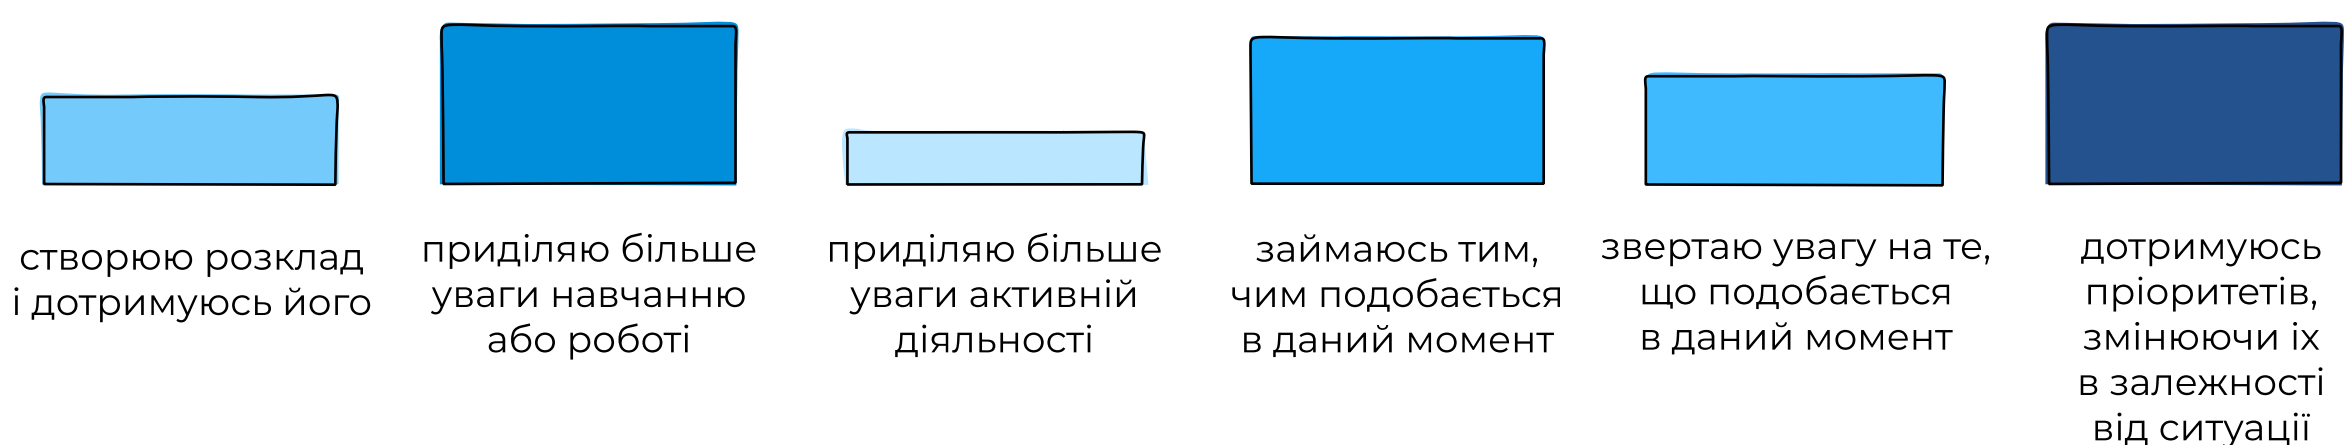 створюю розклад
і дотримуюсь його
приділяю більше
уваги навчанню
або роботі
приділяю більше
уваги активній
діяльності
займаюсь тим,
чим подобається
в даний момент
звертаю увагу на те,
що подобається
в даний момент
дотримуюсь
пріоритетів,
змінюючи їх
в залежності
від ситуації